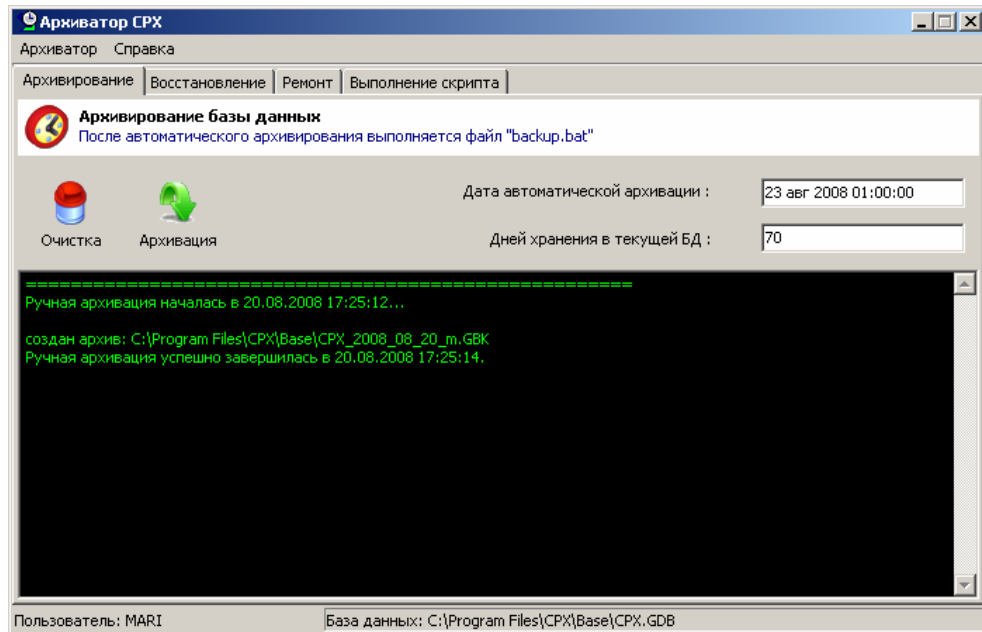 Архиватор CPX
Архиватор Справка
Архивирование Восстановление Ремонт Выполнение скрипта
Архивирование базы данных
После автоматического архивирования выполняется файл "backup.bat"
Дата автоматической архивации : 23 авг 2008 01:00:00
Очистка Архивация Дней хранения в текущей БД : 70
=====================================================
Ручная архивация началась в 20.08.2008 17:25:12...
создан архив: C:\Program Files\CPX\Base\CPX_2008_08_20_m.GBK
Ручная архивация успешно завершилась в 20.08.2008 17:25:14.
Пользователь: MARI База данных: C:\Program Files\CPX\Base\CPX.GDB